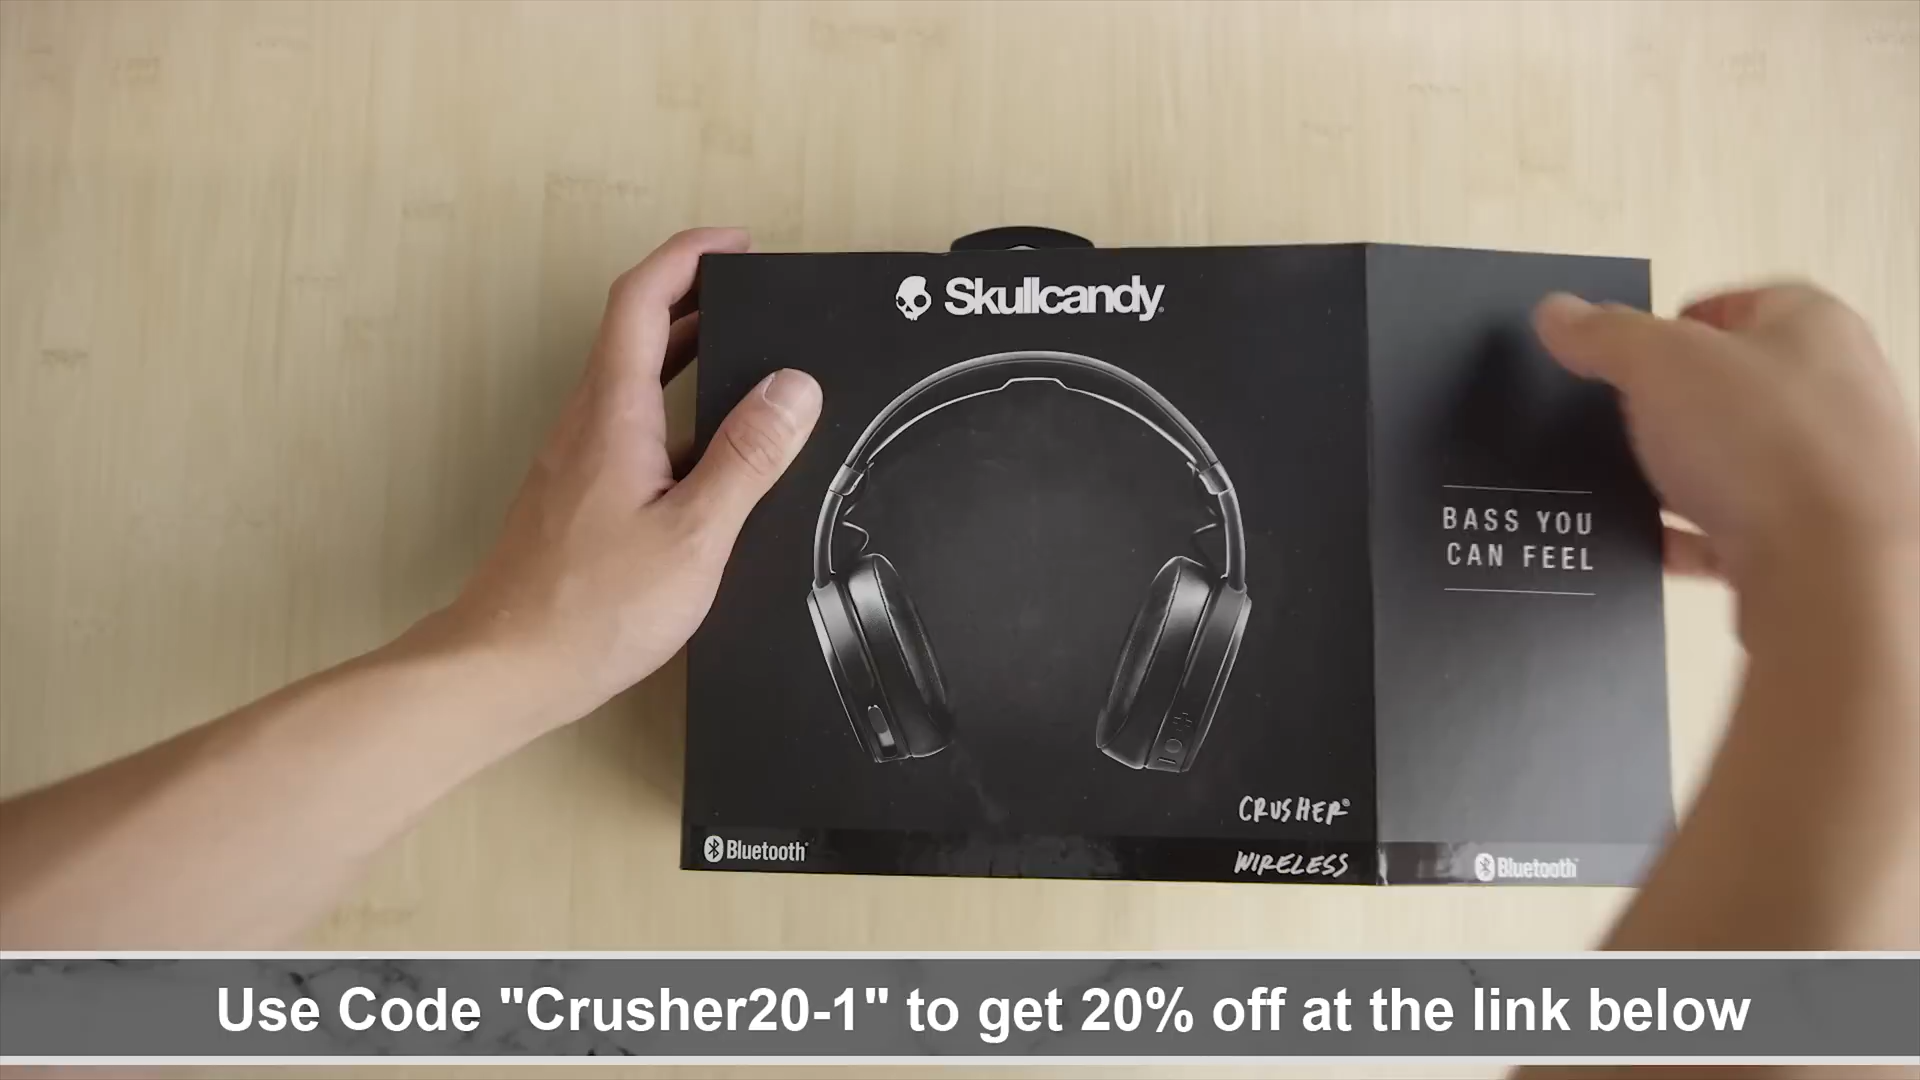 Skullcandy
BASS YOU
CAN FEEL
CRUSHER®
WIRELESS
Bluetooth®
Bluetooth®
Use Code "Crusher20-1" to get 20% off at the link below